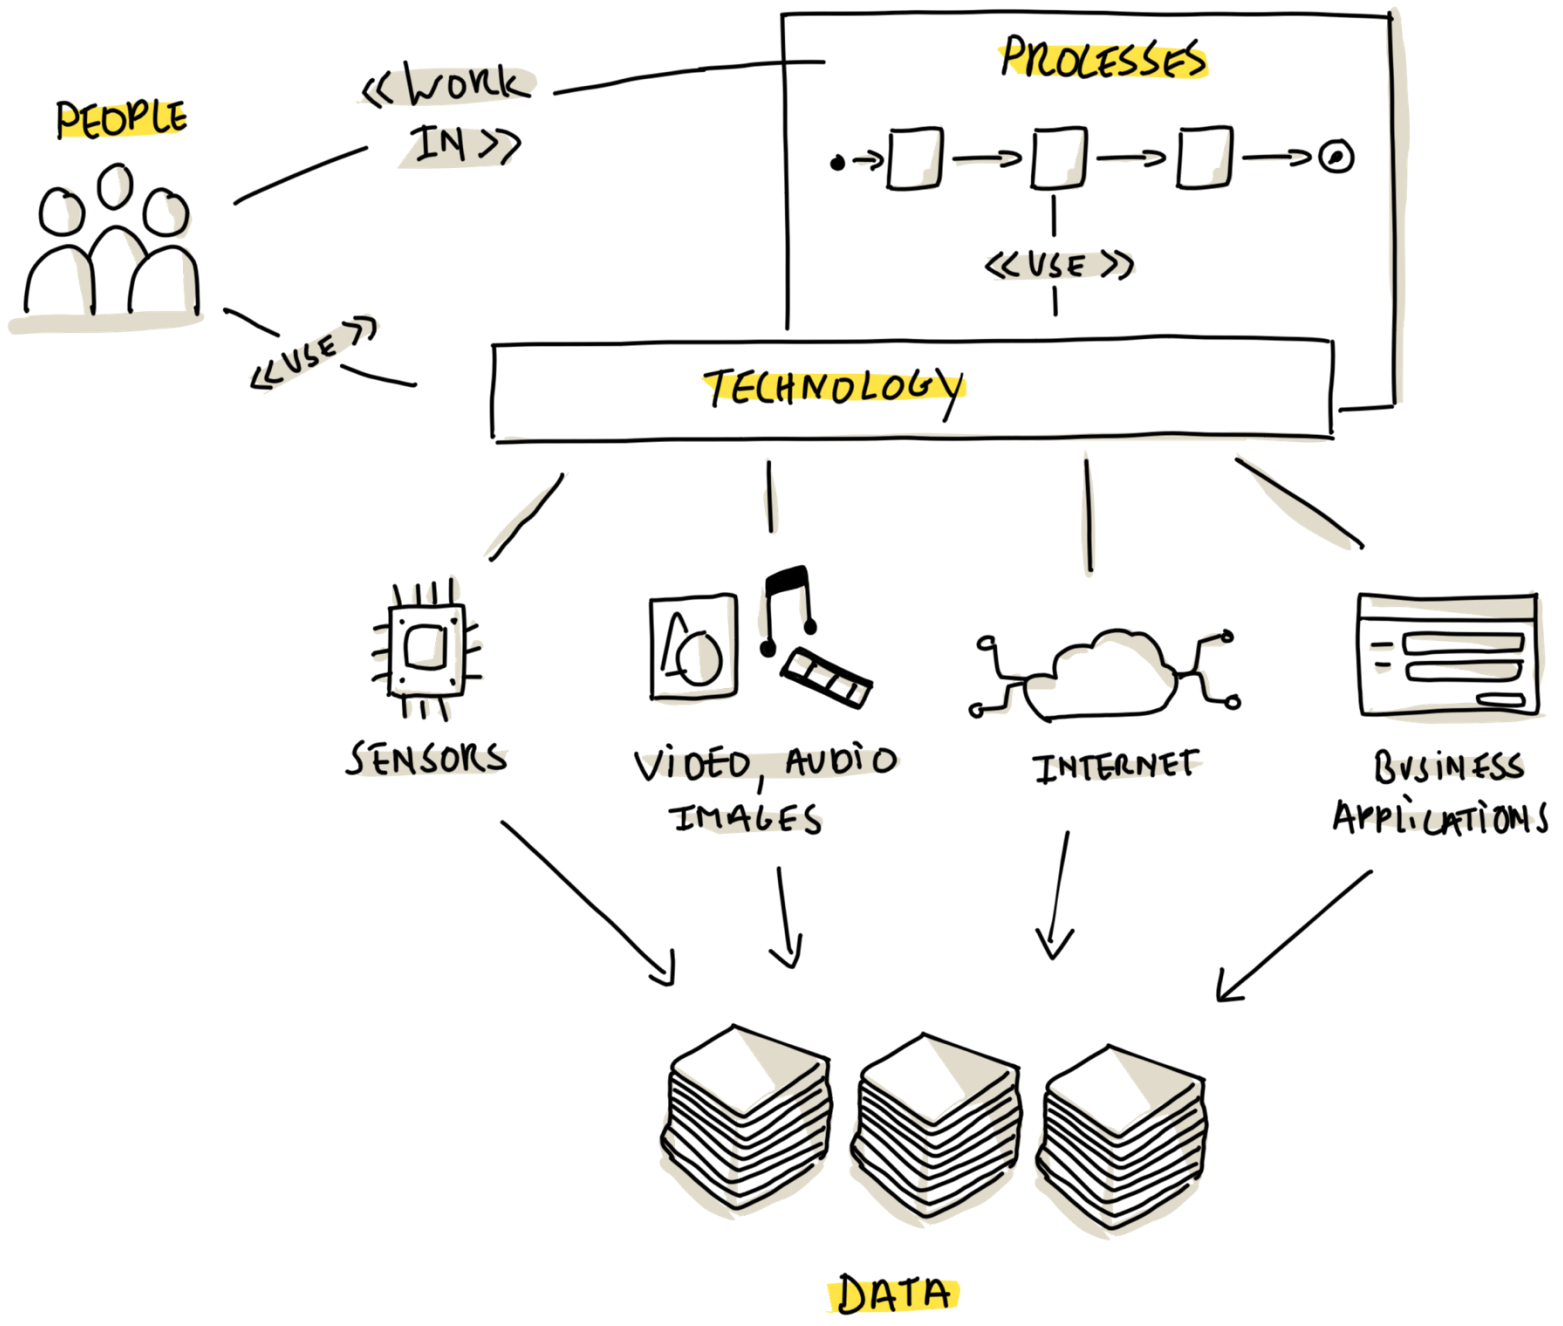 PROCESSES
«WORK
IN»
PEOPLE
«USE»
«USE»
TECHNOLOGY
SENSORS
VIDEO, AUDIO
IMAGES
INTERNET
BUSINESS
APPLICATIONS
DATA